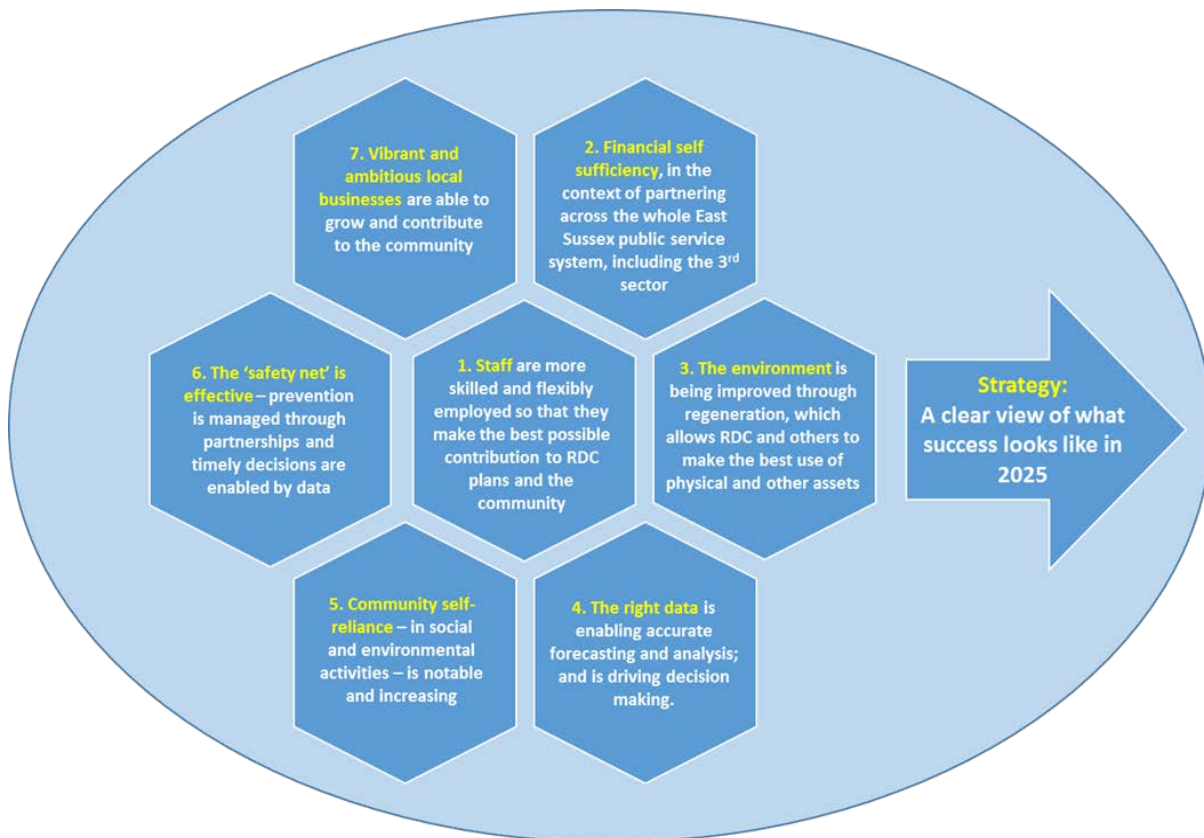 7. Vibrant and
ambitious local
businesses are able to
grow and contribute
to the community
2. Financial self
sufficiency, in the
context of partnering
across the whole East
Sussex public service
system, including the 3rd
sector
6. The ‘safety net’ is
effective – prevention
is managed through
partnerships and
timely decisions are
enabled by data
1. Staff are more
skilled and flexibly
employed so that they
make the best possible
contribution to RDC
plans and the
community
3. The environment is
being improved through
regeneration, which
allows RDC and others to
make the best use of
physical and other assets
Strategy:
A clear view of what
success looks like in
2025
5. Community self-
reliance – in social
and environmental
activities – is notable
and increasing
4. The right data is
enabling accurate
forecasting and analysis;
and is driving decision
making.